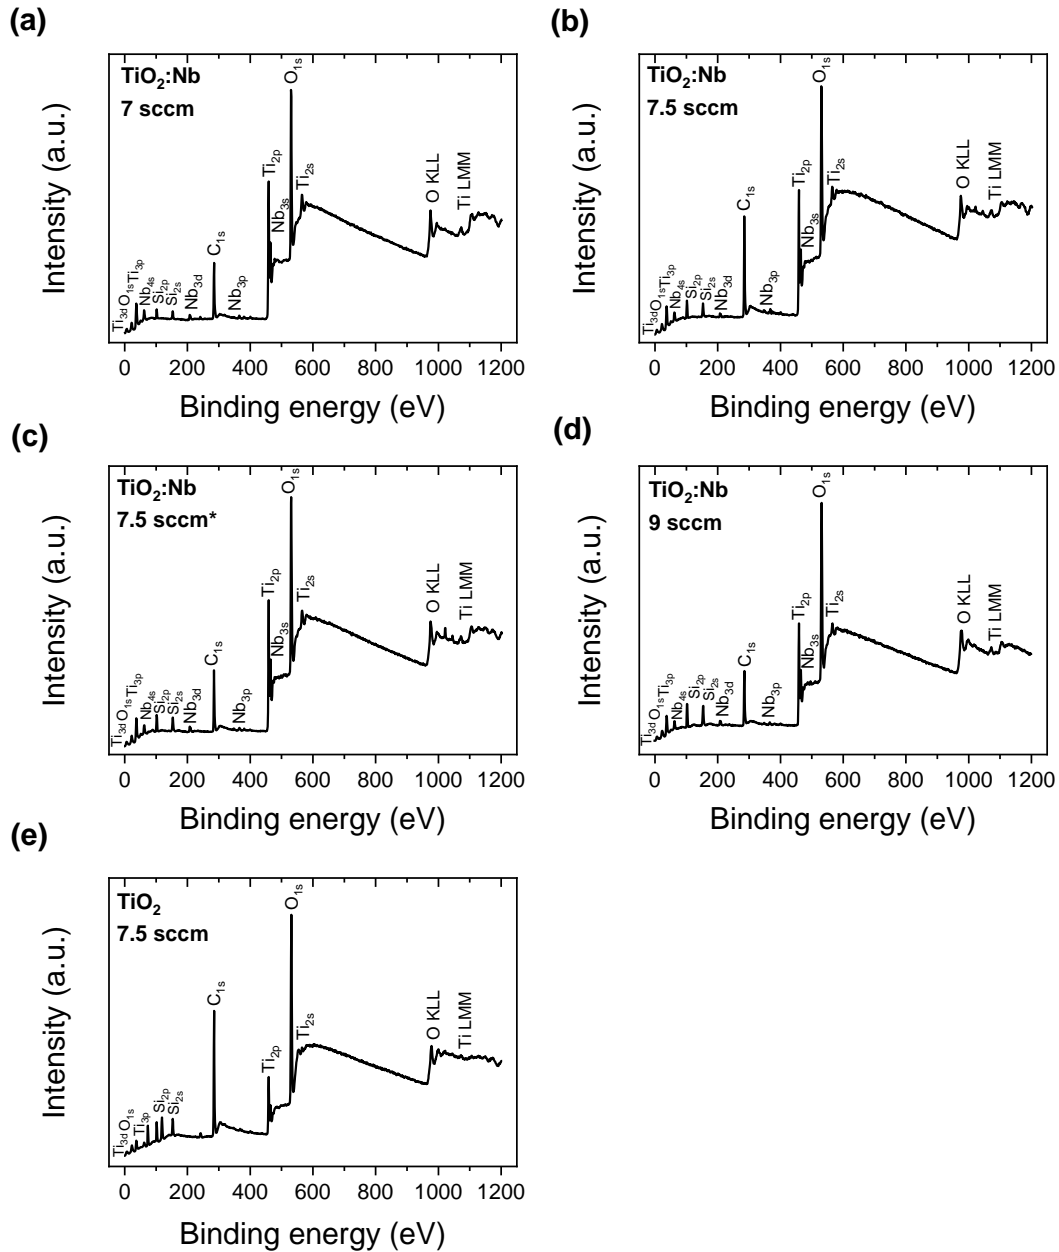 (a)
TiO₂:Nb
7 sccm
Intensity (a.u.)
Ti₃d O₁s Ti₃p Nb₄s Si₂p Si₂s Nb₃d C₁s Nb₃p Ti₂p Nb₃s O₁s Ti₂s O KLL Ti LMM
0 200 400 600 800 1000 1200
Binding energy (eV)
(b)
TiO₂:Nb
7.5 sccm
Intensity (a.u.)
Ti₃d O₁s Ti₃p Nb₄s Si₂p Si₂s Nb₃d C₁s Nb₃p Ti₂p Nb₃s O₁s Ti₂s O KLL Ti LMM
0 200 400 600 800 1000 1200
Binding energy (eV)
(c)
TiO₂:Nb
7.5 sccm*
Intensity (a.u.)
Ti₃d O₁s Ti₃p Nb₄s Si₂p Si₂s Nb₃d C₁s Nb₃p Ti₂p Nb₃s O₁s Ti₂s O KLL Ti LMM
0 200 400 600 800 1000 1200
Binding energy (eV)
(d)
TiO₂:Nb
9 sccm
Intensity (a.u.)
Ti₃d O₁s Ti₃p Nb₄s Si₂p Si₂s Nb₃d C₁s Nb₃p Ti₂p Nb₃s O₁s Ti₂s O KLL Ti LMM
0 200 400 600 800 1000 1200
Binding energy (eV)
(e)
TiO₂
7.5 sccm
Intensity (a.u.)
Ti₃d O₁s Ti₃p Si₂p Si₂s C₁s Ti₂p O₁s Ti₂s O KLL Ti LMM
0 200 400 600 800 1000 1200
Binding energy (eV)